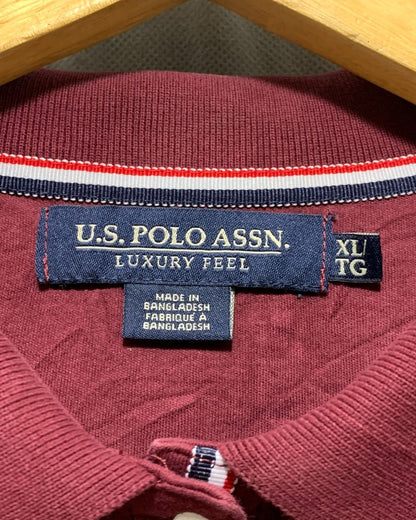 U.S. POLO ASSN.
LUXURY FEEL
XL/
TG
MADE IN
BANGLADESH
FABRIQUÉ À
BANGLADESH